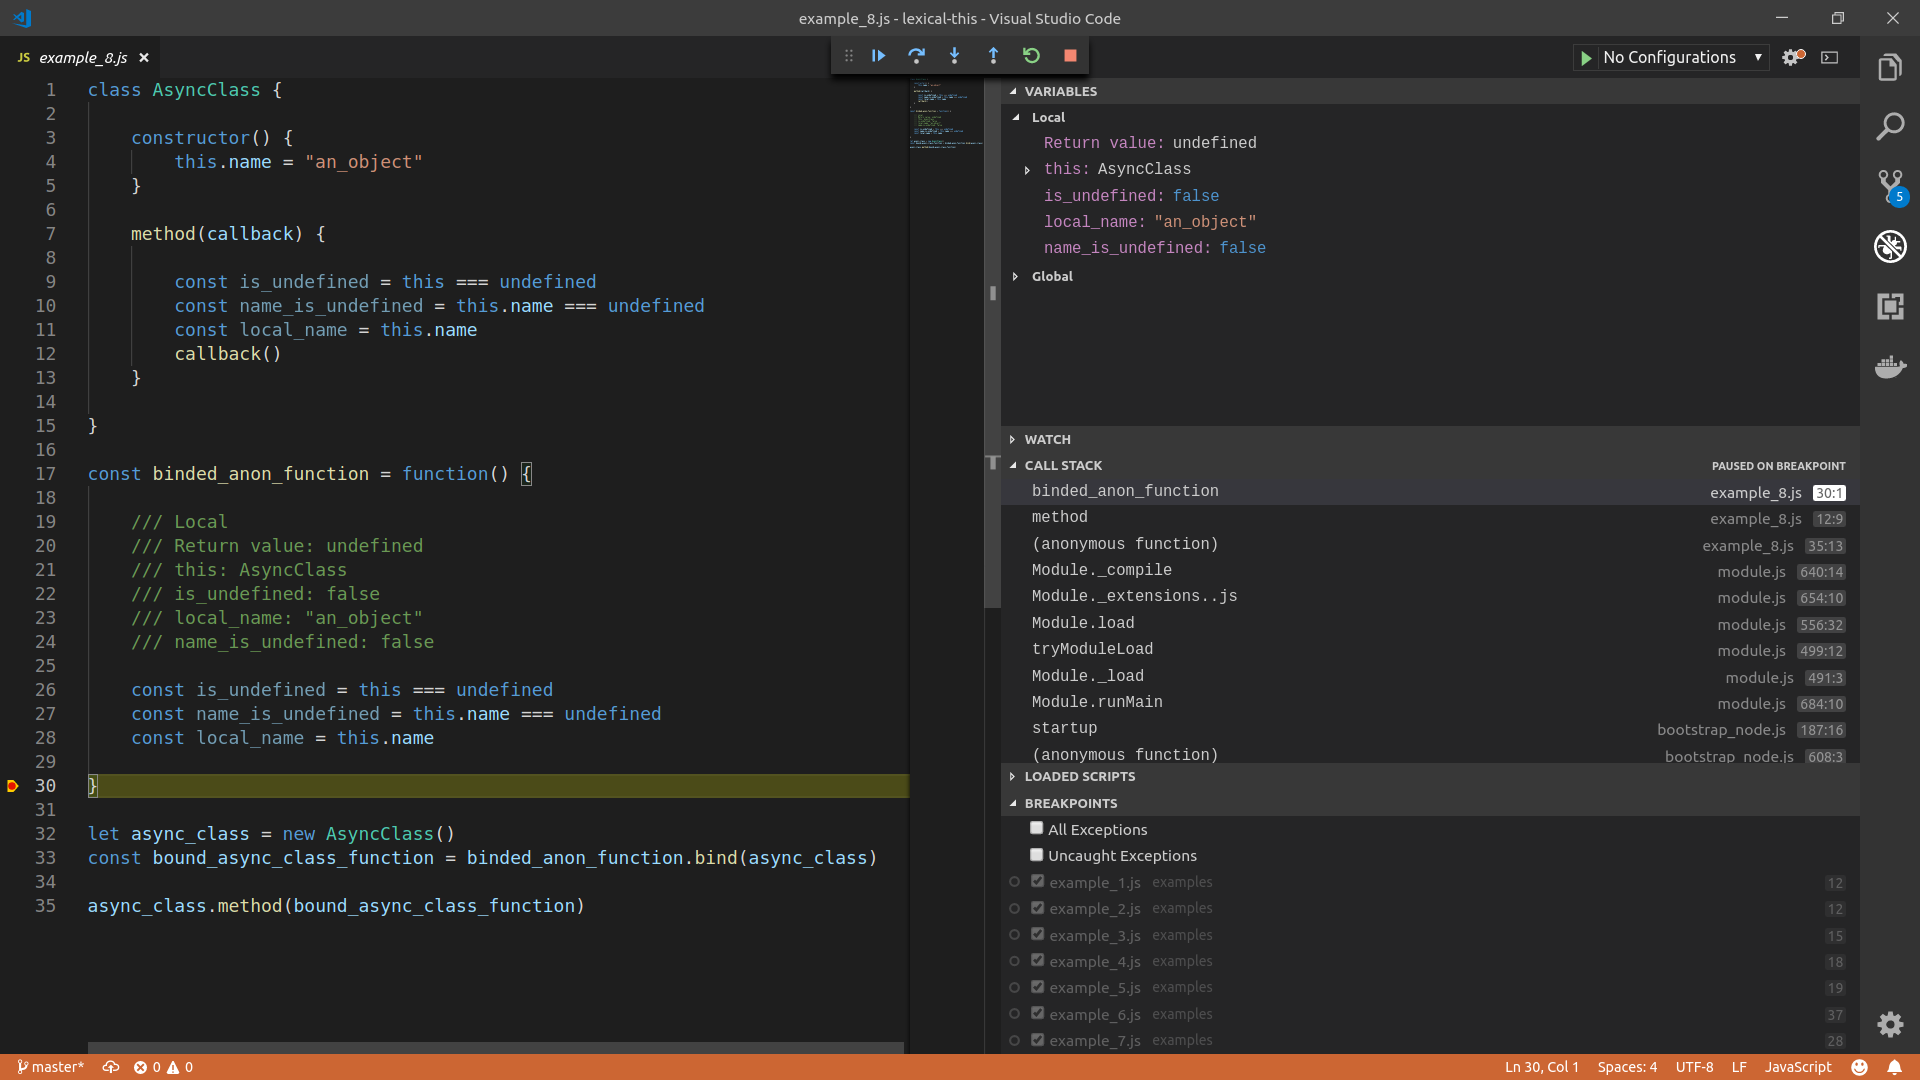 example_8.js - lexical-this - Visual Studio Code
JS example_8.js ×
No Configurations
1 class AsyncClass {
2
3 constructor() {
4 this.name = "an_object"
5 }
6
7 method(callback) {
8
9 const is_undefined = this === undefined
10 const name_is_undefined = this.name === undefined
11 const local_name = this.name
12 callback()
13 }
14
15 }
16
17 const binded_anon_function = function() {
18
19 /// Local
20 /// Return value: undefined
21 /// this: AsyncClass
22 /// is_undefined: false
23 /// local_name: "an_object"
24 /// name_is_undefined: false
25
26 const is_undefined = this === undefined
27 const name_is_undefined = this.name === undefined
28 const local_name = this.name
29
30 }
31
32 let async_class = new AsyncClass()
33 const bound_async_class_function = binded_anon_function.bind(async_class)
34
35 async_class.method(bound_async_class_function)
VARIABLES
Local
Return value: undefined
this: AsyncClass
is_undefined: false
local_name: "an_object"
name_is_undefined: false
Global
WATCH
CALL STACK PAUSED ON BREAKPOINT
binded_anon_function example_8.js 30:1
method example_8.js 12:9
(anonymous function) example_8.js 35:13
Module._compile module.js 640:14
Module._extensions..js module.js 654:10
Module.load module.js 556:32
tryModuleLoad module.js 499:12
Module._load module.js 491:3
Module.runMain module.js 684:10
startup bootstrap_node.js 187:16
(anonymous function) bootstrap_node.js 608:3
LOADED SCRIPTS
BREAKPOINTS
All Exceptions
Uncaught Exceptions
example_1.js examples 12
example_2.js examples 12
example_3.js examples 15
example_4.js examples 18
example_5.js examples 19
example_6.js examples 37
example_7.js examples 28
5
master* 0 0 Ln 30, Col 1 Spaces: 4 UTF-8 LF JavaScript